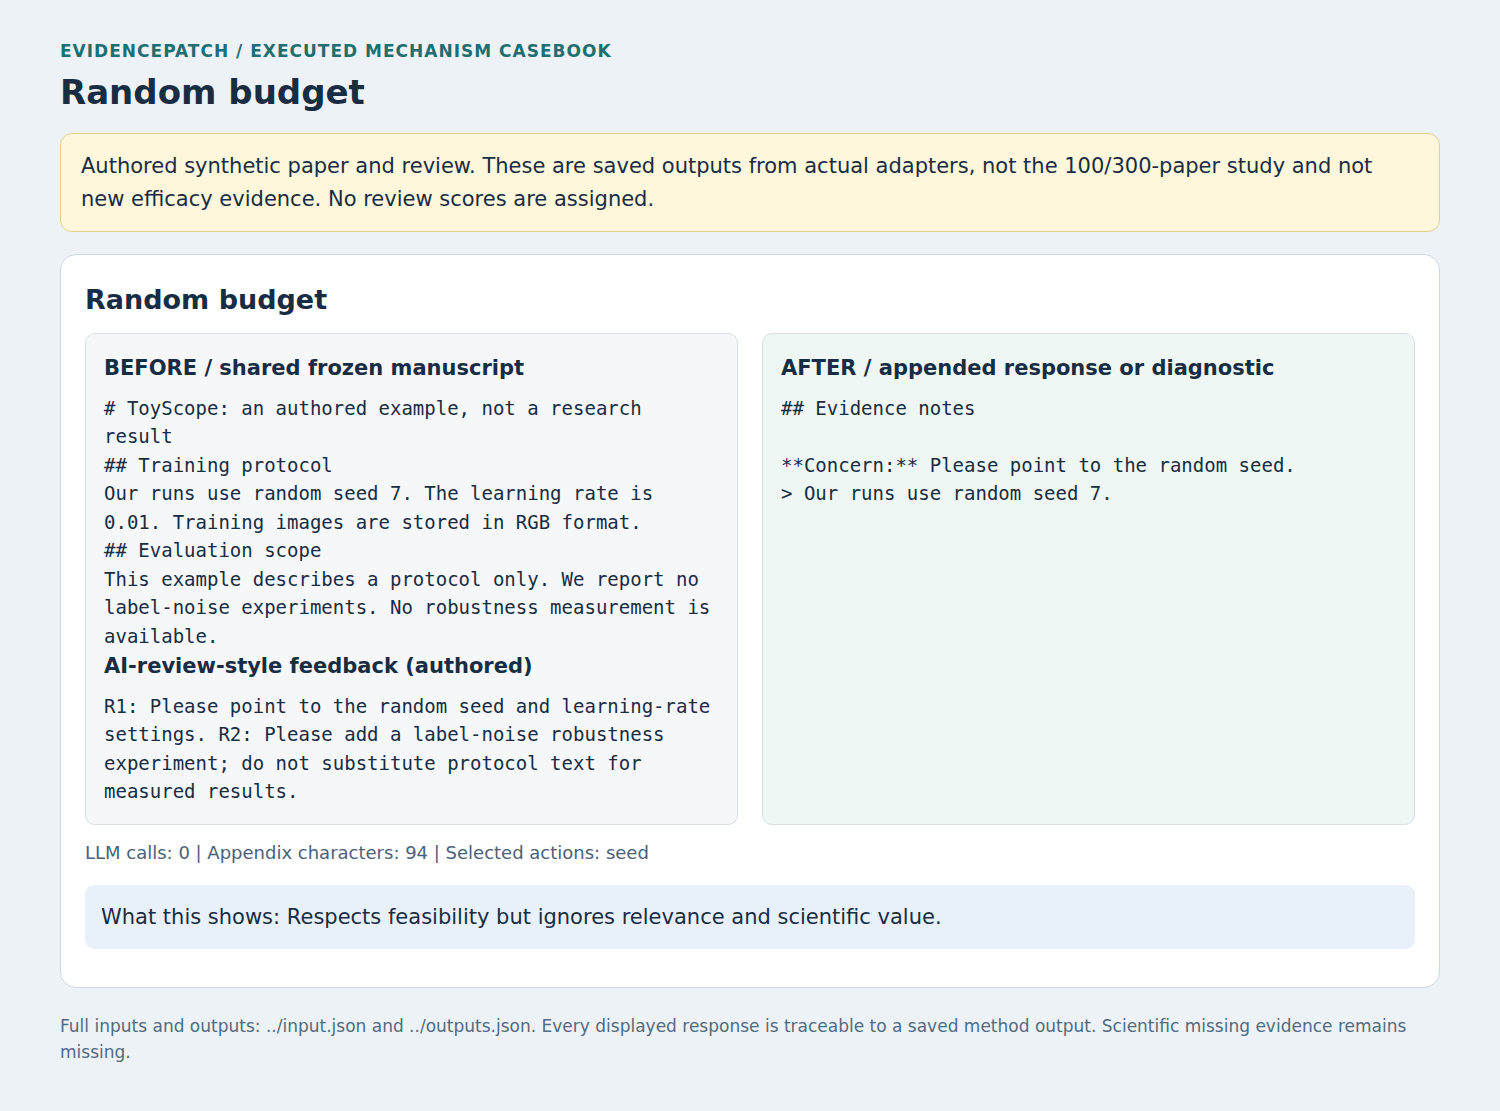 EVIDENCEPATCH / EXECUTED MECHANISM CASEBOOK
Random budget
Authored synthetic paper and review. These are saved outputs from actual adapters, not the 100/300-paper study and not
new efficacy evidence. No review scores are assigned.
Random budget
BEFORE / shared frozen manuscript
# ToyScope: an authored example, not a research
result
## Training protocol
Our runs use random seed 7. The learning rate is
0.01. Training images are stored in RGB format.
## Evaluation scope
This example describes a protocol only. We report no
label-noise experiments. No robustness measurement is
available.
AI-review-style feedback (authored)
R1: Please point to the random seed and learning-rate
settings. R2: Please add a label-noise robustness
experiment; do not substitute protocol text for
measured results.
AFTER / appended response or diagnostic
## Evidence notes
**Concern:** Please point to the random seed.
> Our runs use random seed 7.
LLM calls: 0 | Appendix characters: 94 | Selected actions: seed
What this shows: Respects feasibility but ignores relevance and scientific value.
Full inputs and outputs: ../input.json and ../outputs.json. Every displayed response is traceable to a saved method output. Scientific missing evidence remains
missing.